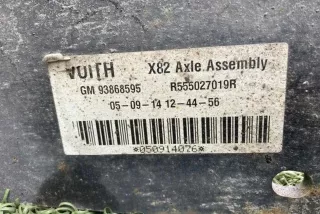 VOITH X82 Axle Assembly
GM 93868595 R555027019R
05-09-14 12-44-56
*050914076*